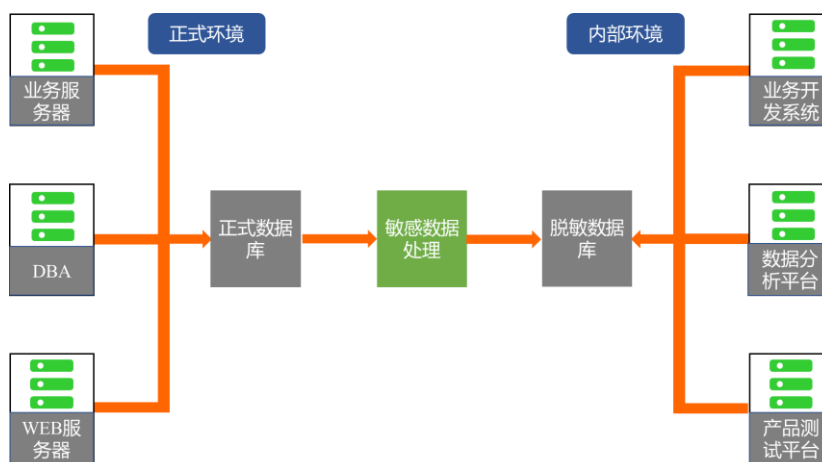 正式环境
内部环境
业务服
务器
业务开
发系统
正式数据
库
敏感数据
处理
脱敏数据
库
DBA
数据分
析平台
WEB服
务器
产品测
试平台